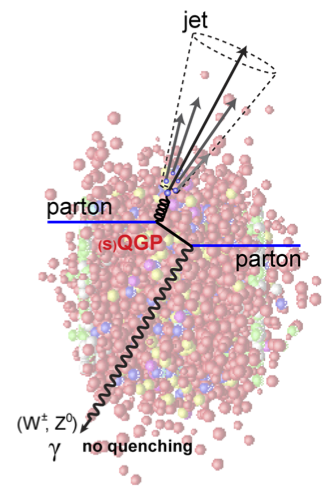 jet
parton
(s)QGP
parton
(W±, Z⁰)
γ no quenching